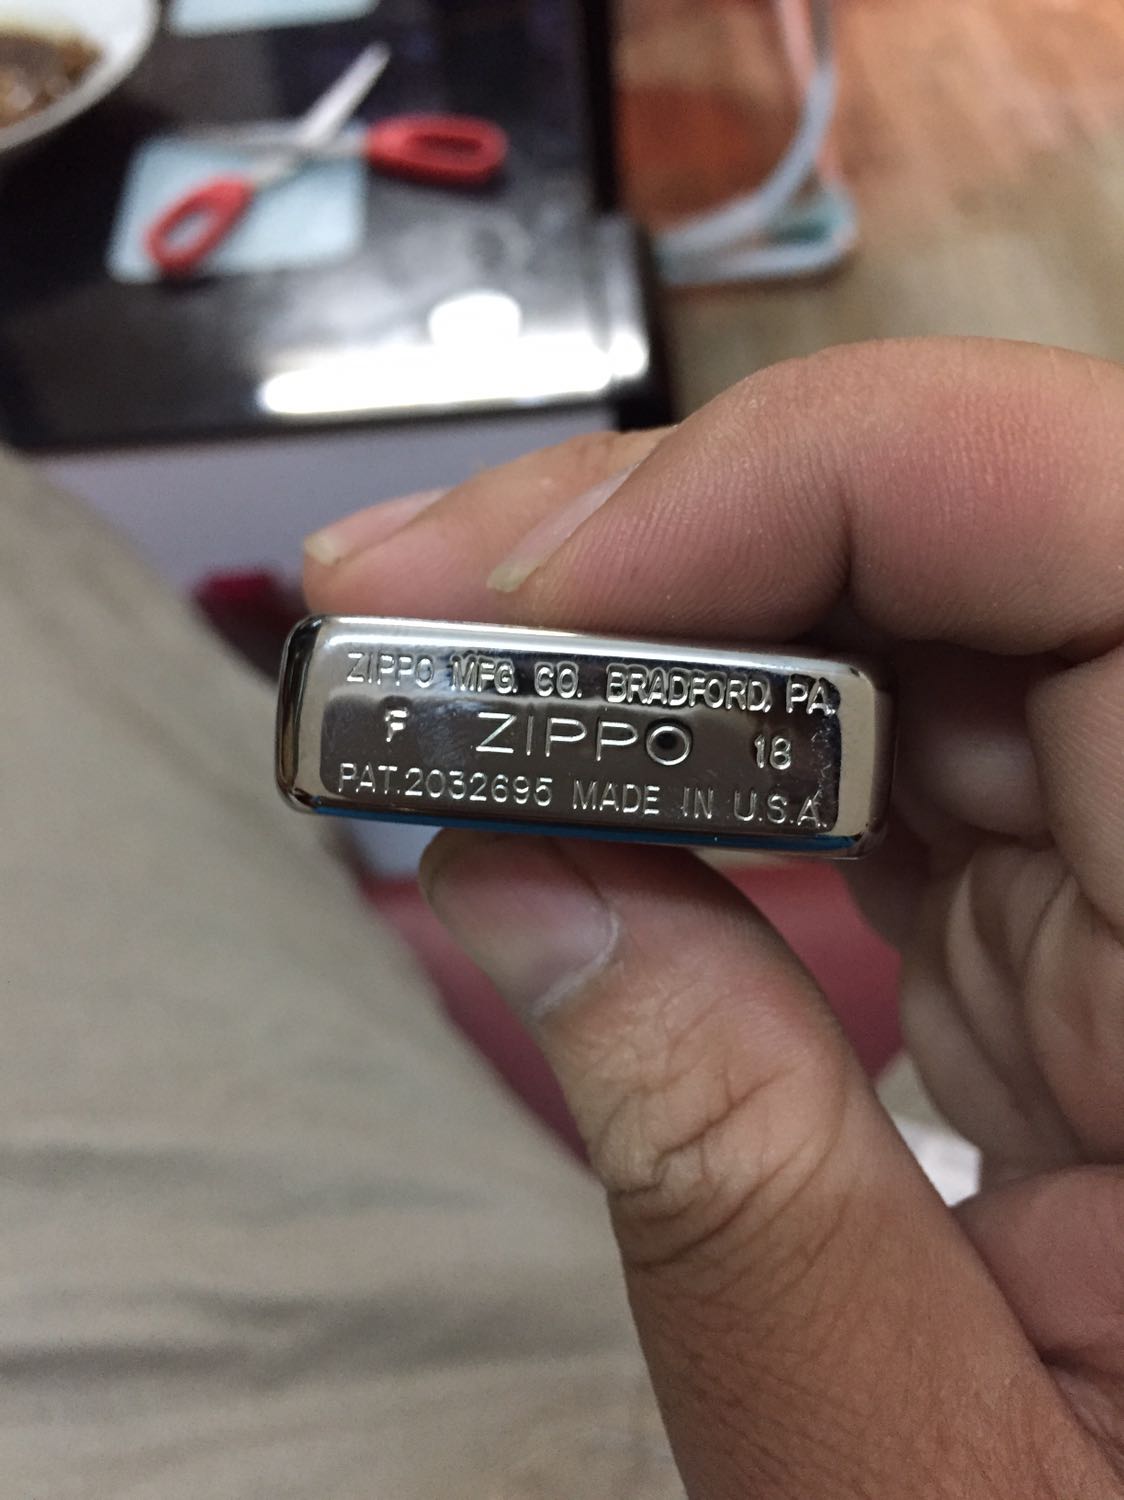 ZIPPO MFG. CO. BRADFORD, PA.
F ZIPPO 18
PAT.2032695 MADE IN U.S.A.